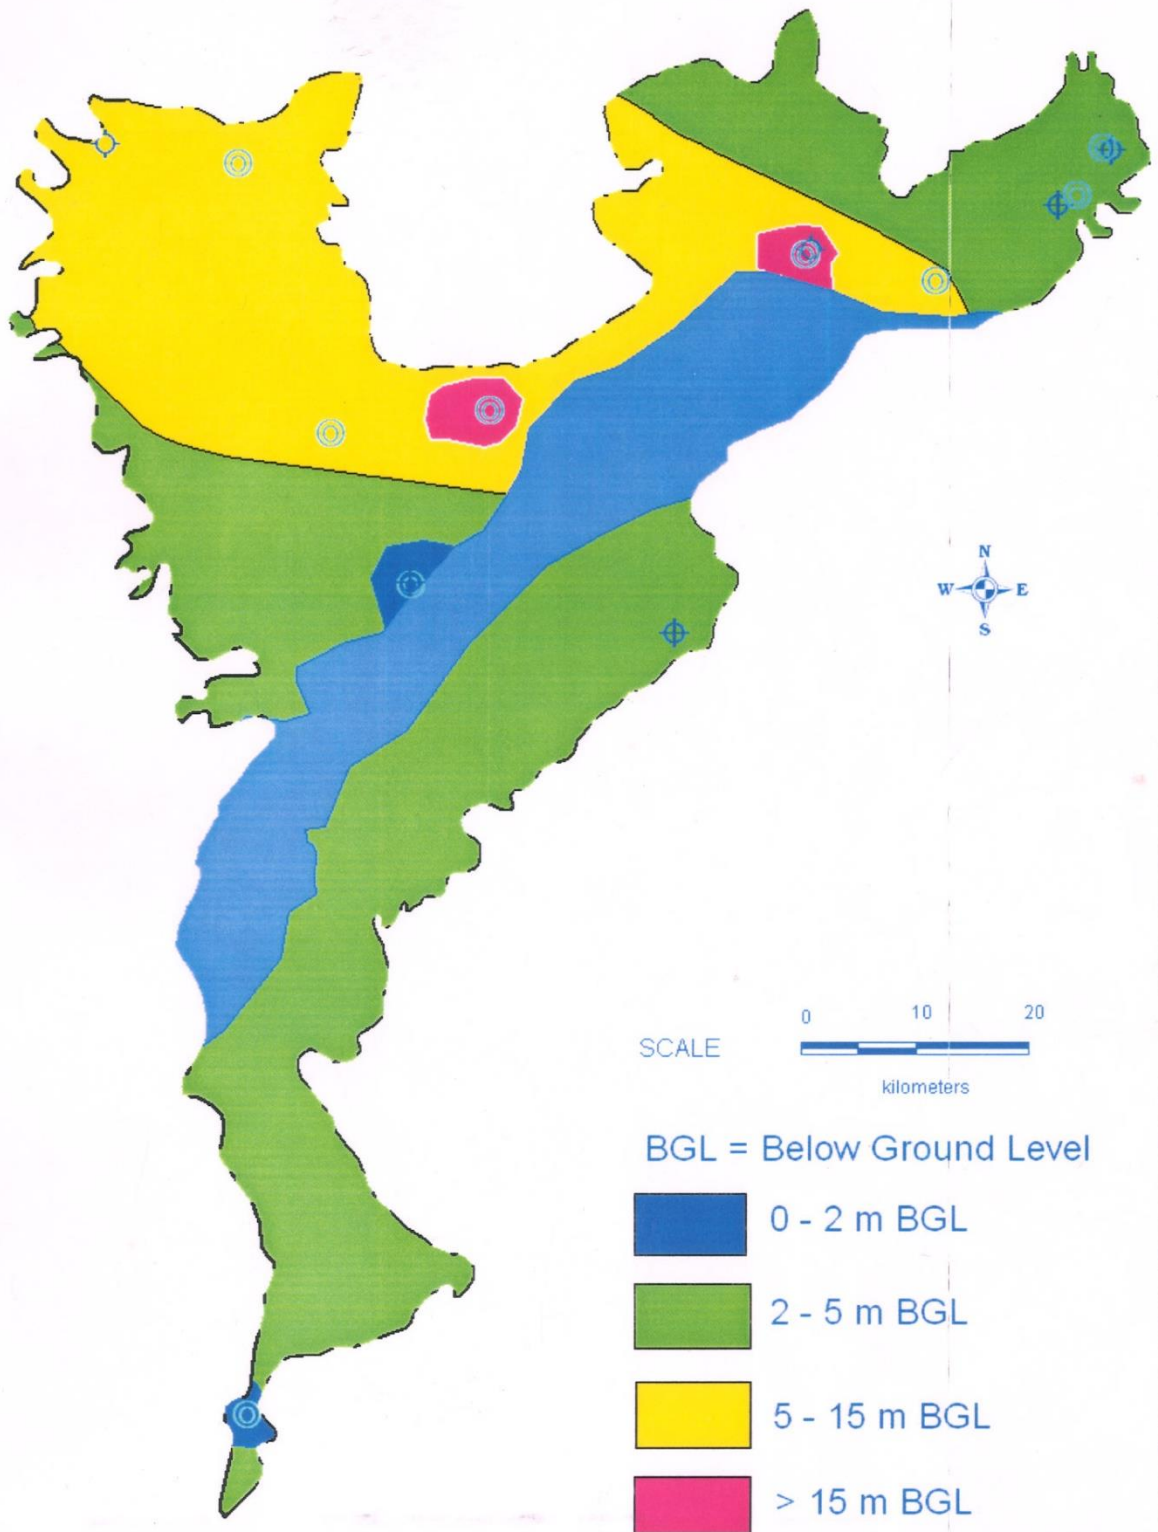 N
W E
S
0 10 20
SCALE
kilometers
BGL = Below Ground Level
0 - 2 m BGL
2 - 5 m BGL
5 - 15 m BGL
> 15 m BGL